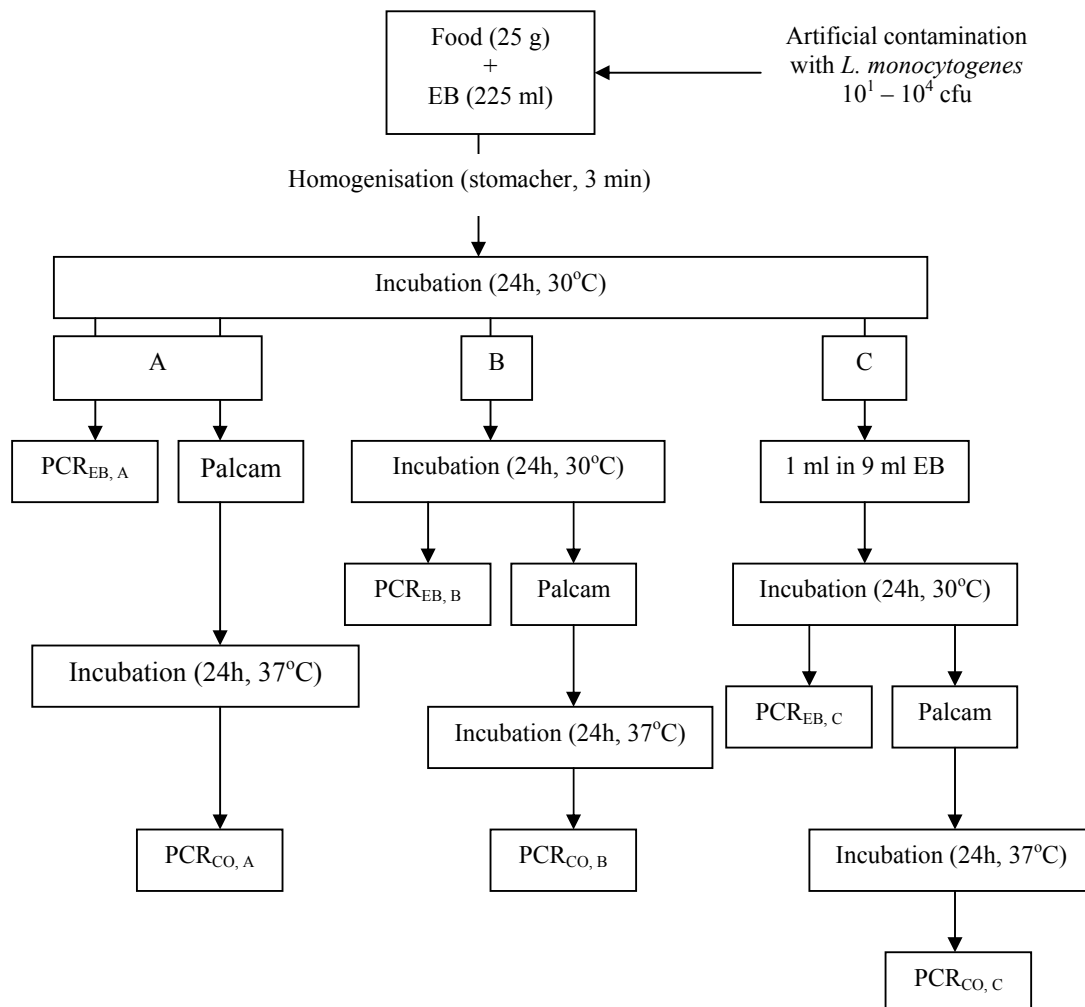 Food (25 g)
+
EB (225 ml)
Artificial contamination
with L. monocytogenes
10¹ – 10⁴ cfu
Homogenisation (stomacher, 3 min)
Incubation (24h, 30°C)
A
B
C
PCR_EB, A
Palcam
Incubation (24h, 30°C)
1 ml in 9 ml EB
PCR_EB, B
Palcam
Incubation (24h, 30°C)
Incubation (24h, 37°C)
PCR_EB, C
Palcam
Incubation (24h, 37°C)
PCR_CO, A
PCR_CO, B
Incubation (24h, 37°C)
PCR_CO, C